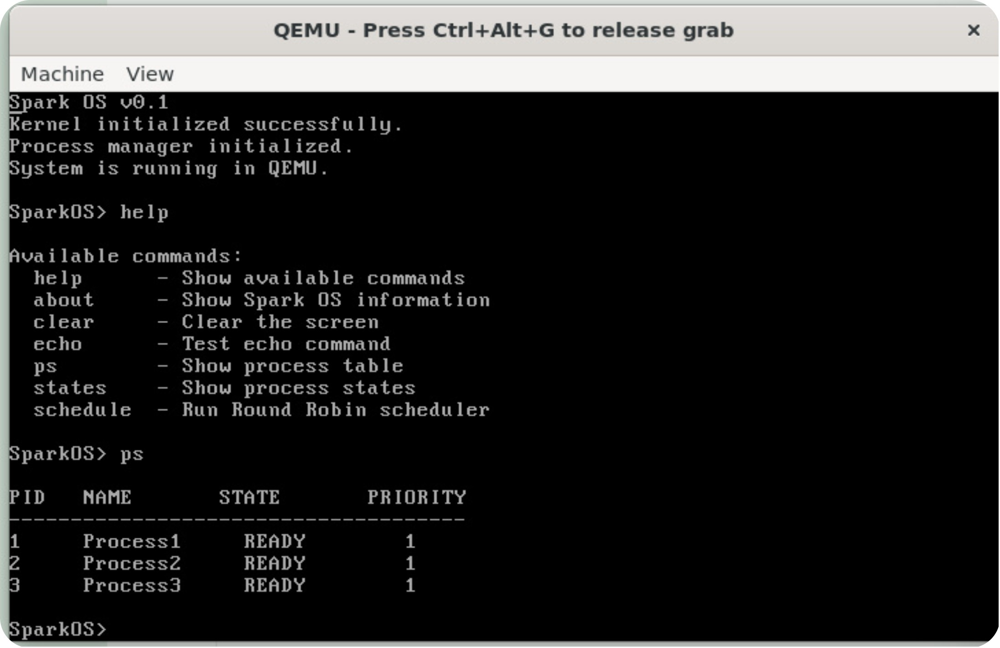 QEMU - Press Ctrl+Alt+G to release grab ×
Machine View
Spark OS v0.1
Kernel initialized successfully.
Process manager initialized.
System is running in QEMU.
SparkOS> help
Available commands:
help - Show available commands
about - Show Spark OS information
clear - Clear the screen
echo - Test echo command
ps - Show process table
states - Show process states
schedule - Run Round Robin scheduler
SparkOS> ps
PID NAME STATE PRIORITY
-------------------------------------
1 Process1 READY 1
2 Process2 READY 1
3 Process3 READY 1
SparkOS>